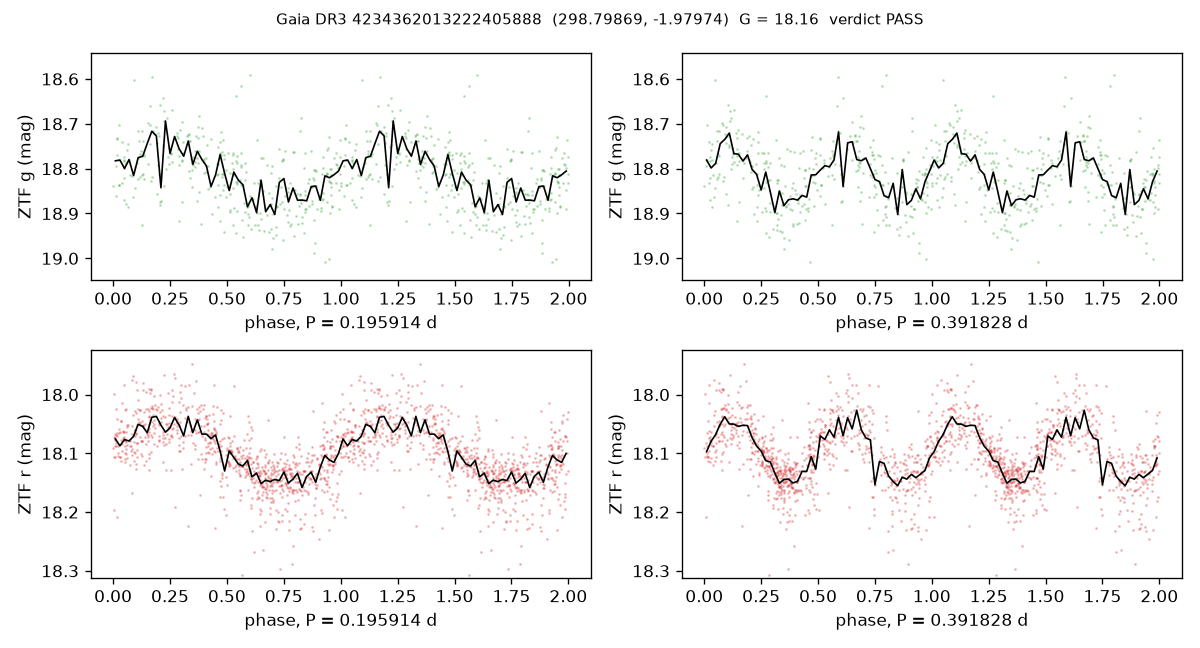 Gaia DR3 4234362013222405888 (298.79869, -1.97974) G = 18.16 verdict PASS
ZTF g (mag)
18.6
18.7
18.8
18.9
19.0
0.00 0.25 0.50 0.75 1.00 1.25 1.50 1.75 2.00
phase, P = 0.195914 d
ZTF g (mag)
18.6
18.7
18.8
18.9
19.0
0.00 0.25 0.50 0.75 1.00 1.25 1.50 1.75 2.00
phase, P = 0.391828 d
ZTF r (mag)
18.0
18.1
18.2
18.3
0.00 0.25 0.50 0.75 1.00 1.25 1.50 1.75 2.00
phase, P = 0.195914 d
ZTF r (mag)
18.0
18.1
18.2
18.3
0.00 0.25 0.50 0.75 1.00 1.25 1.50 1.75 2.00
phase, P = 0.391828 d